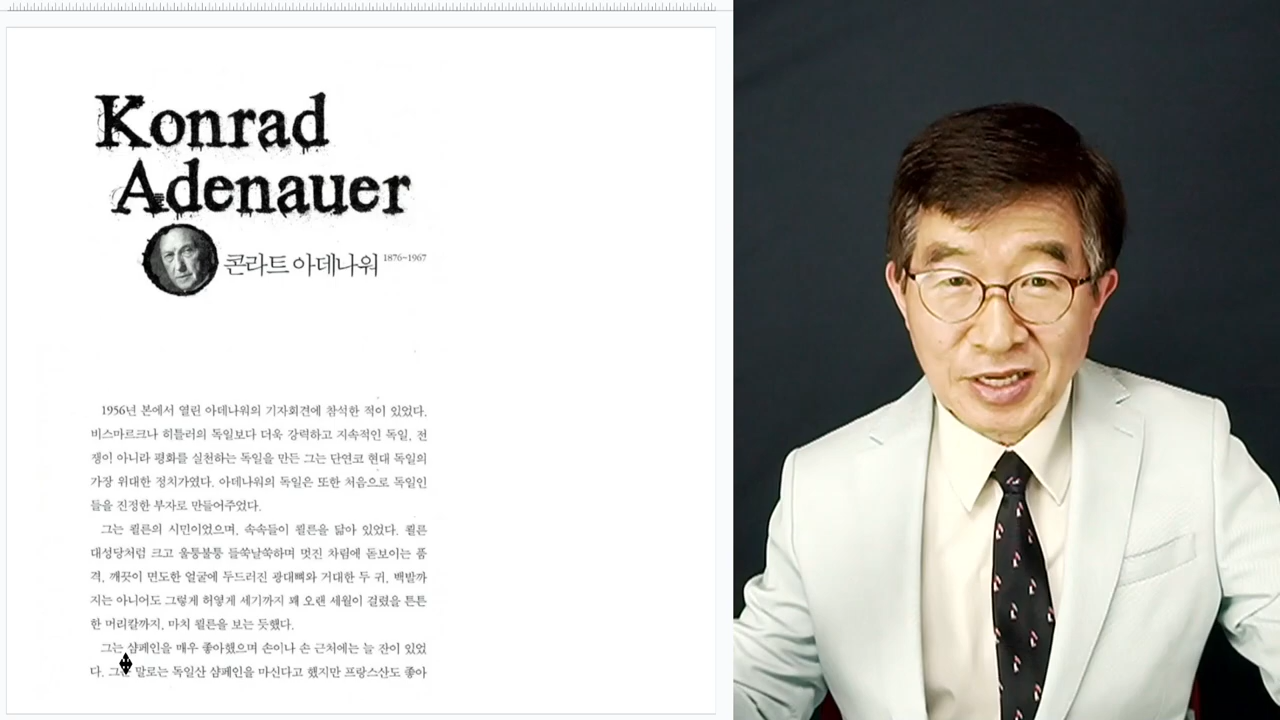 Konrad
Adenauer
콘라트 아데나워 1876~1967
1956년 본에서 열린 아데나워의 기자회견에 참석한 적이 있었다.
비스마르크나 히틀러의 독일보다 더욱 강력하고 지속적인 독일, 전
쟁이 아니라 평화를 실천하는 독일을 만든 그는 단연코 현대 독일의
가장 위대한 정치가였다. 아데나워의 독일은 또한 처음으로 독일인
들을 진정한 부자로 만들어주었다.
그는 쾰른의 시민이었으며, 속속들이 쾰른을 닮아 있었다. 쾰른
대성당처럼 크고 울퉁불퉁 들쑥날쑥하며 멋진 차림에 돋보이는 품
격, 깨끗이 면도한 얼굴에 두드러진 광대뼈와 거대한 두 귀, 백발까
지는 아니어도 그렇게 허옇게 세기까지 꽤 오랜 세월이 걸렸을 튼튼
한 머리칼까지, 마치 쾰른을 보는 듯했다.
그는 샴페인을 매우 좋아했으며 손이나 손 근처에는 늘 잔이 있었
다. 말로는 독일산 샴페인을 마신다고 했지만 프랑스산도 좋아